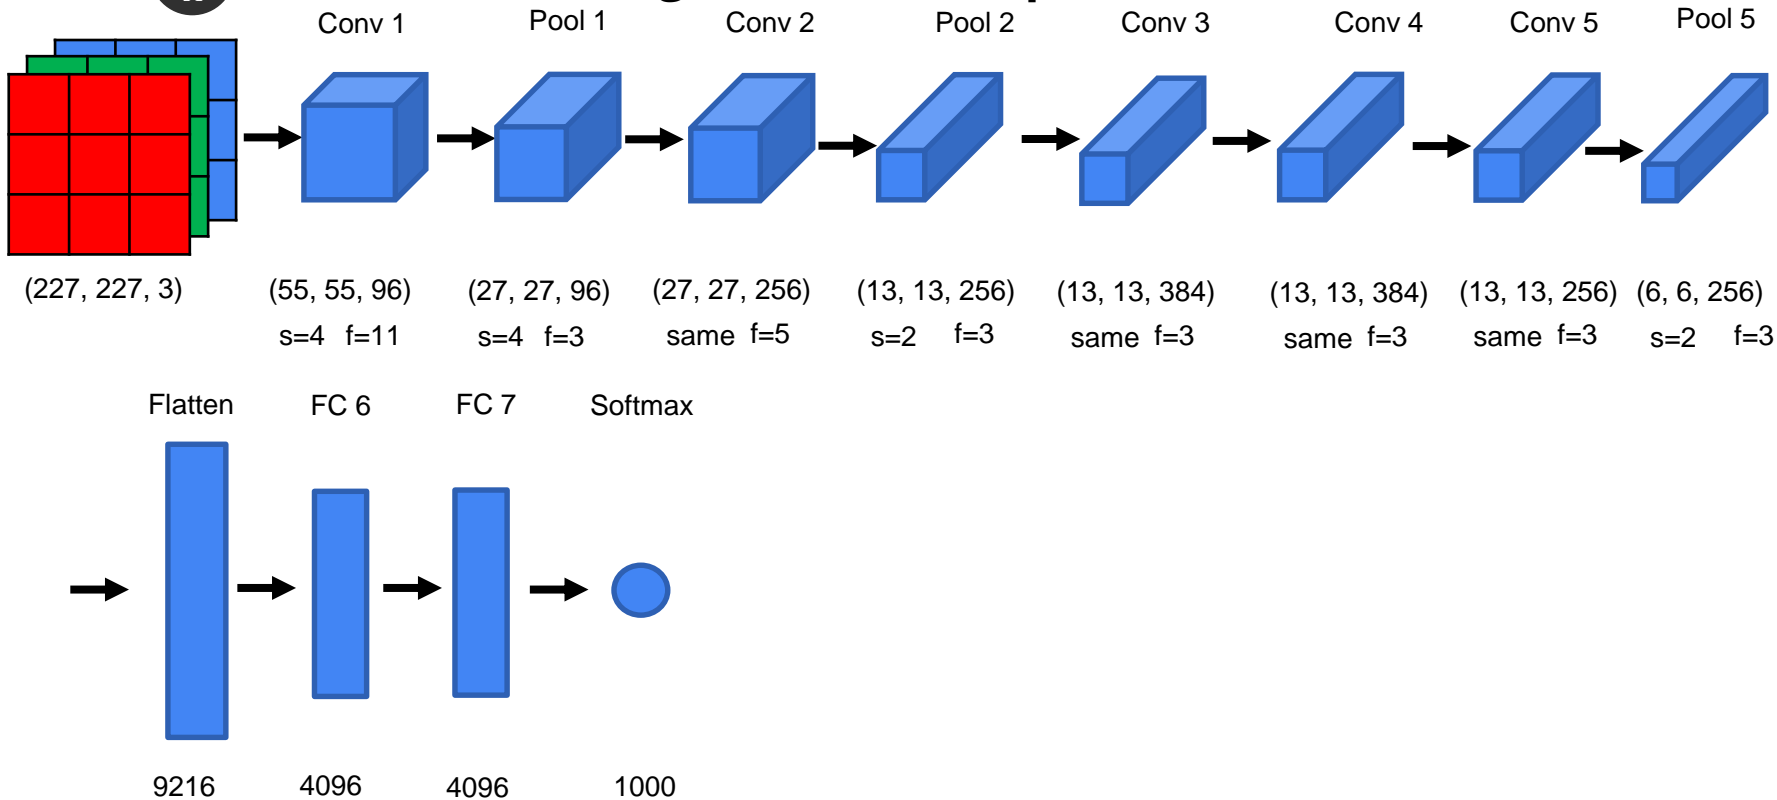 Conv 1 Pool 1 Conv 2 Pool 2 Conv 3 Conv 4 Conv 5 Pool 5
(227, 227, 3) (55, 55, 96) (27, 27, 96) (27, 27, 256) (13, 13, 256) (13, 13, 384) (13, 13, 384) (13, 13, 256) (6, 6, 256)
s=4 f=11 s=4 f=3 same f=5 s=2 f=3 same f=3 same f=3 same f=3 s=2 f=3
Flatten FC 6 FC 7 Softmax
9216 4096 4096 1000